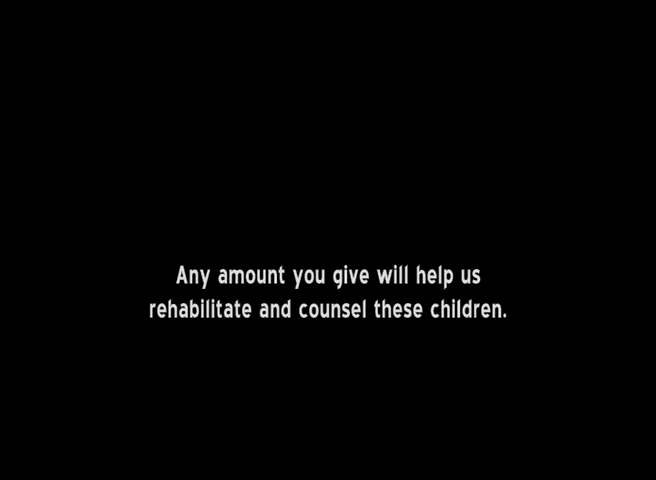 Any amount you give will help us
rehabilitate and counsel these children.